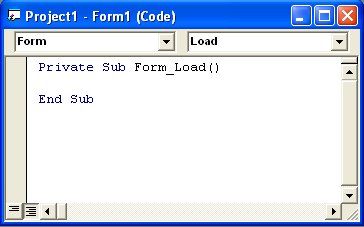 Project1 - Form1 (Code)
Form Load
Private Sub Form_Load()
End Sub